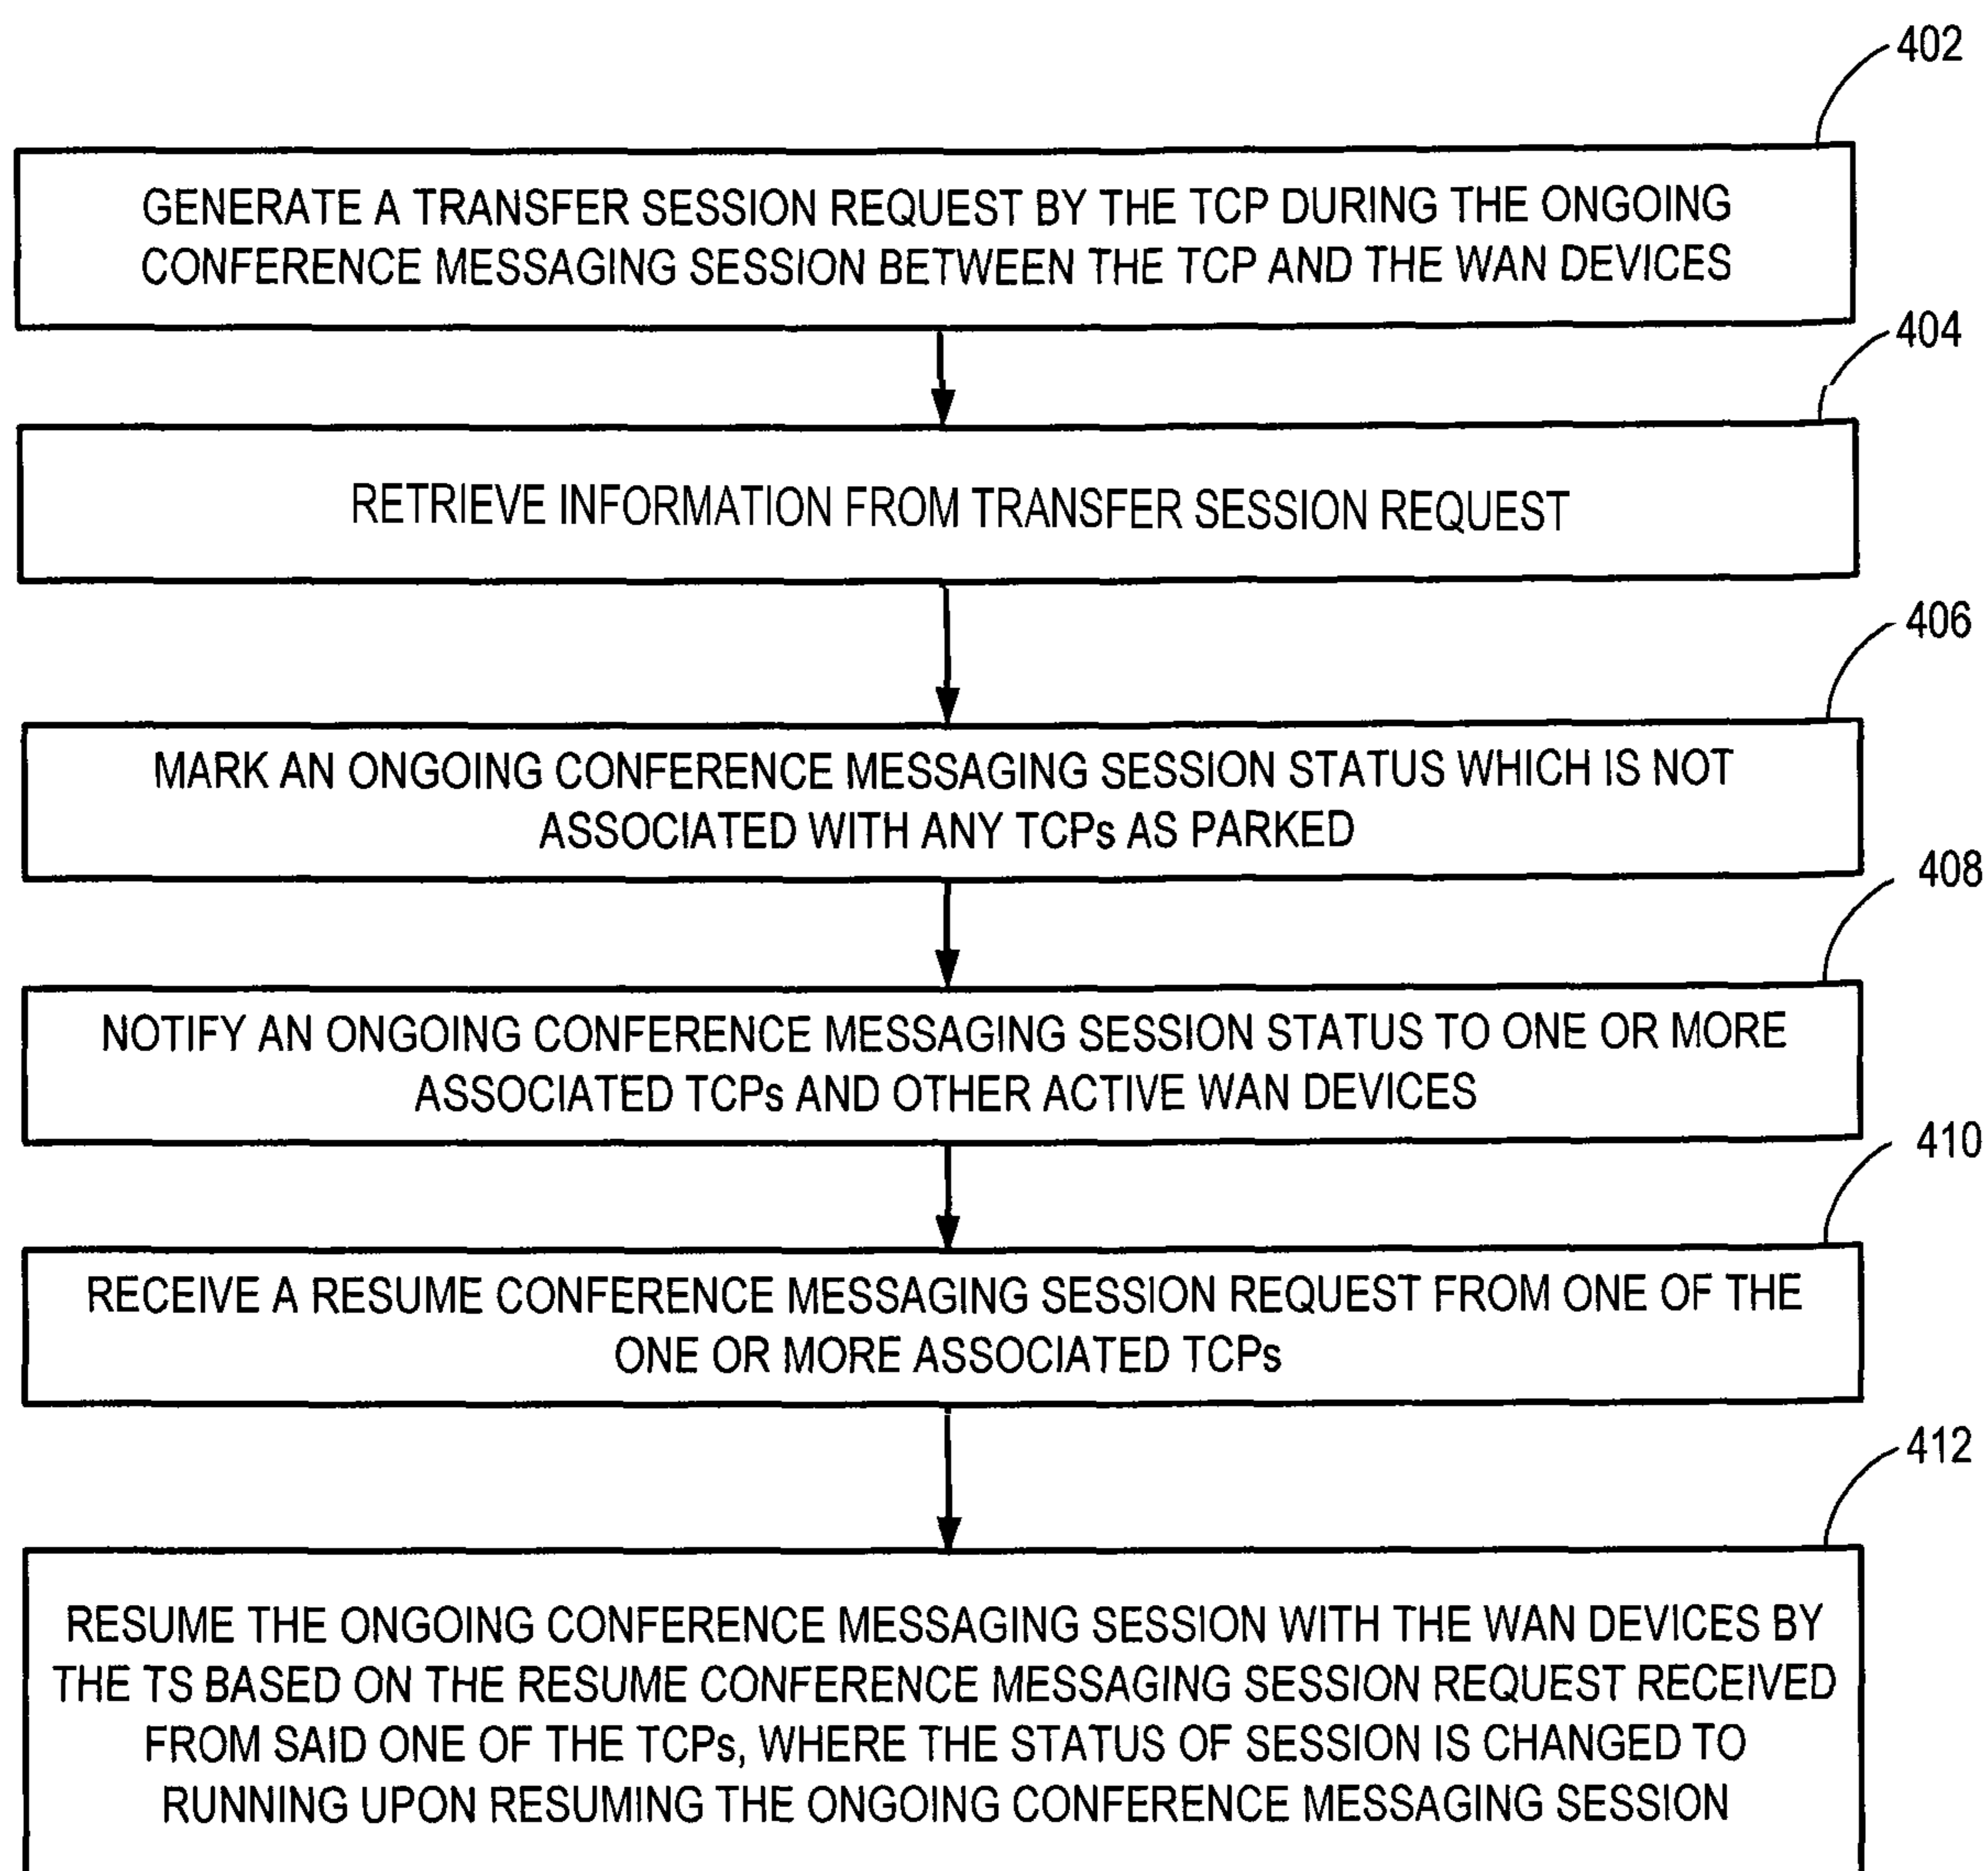 402
GENERATE A TRANSFER SESSION REQUEST BY THE TCP DURING THE ONGOING
CONFERENCE MESSAGING SESSION BETWEEN THE TCP AND THE WAN DEVICES
404
RETRIEVE INFORMATION FROM TRANSFER SESSION REQUEST
406
MARK AN ONGOING CONFERENCE MESSAGING SESSION STATUS WHICH IS NOT
ASSOCIATED WITH ANY TCPs AS PARKED
408
NOTIFY AN ONGOING CONFERENCE MESSAGING SESSION STATUS TO ONE OR MORE
ASSOCIATED TCPs AND OTHER ACTIVE WAN DEVICES
410
RECEIVE A RESUME CONFERENCE MESSAGING SESSION REQUEST FROM ONE OF THE
ONE OR MORE ASSOCIATED TCPs
412
RESUME THE ONGOING CONFERENCE MESSAGING SESSION WITH THE WAN DEVICES BY
THE TS BASED ON THE RESUME CONFERENCE MESSAGING SESSION REQUEST RECEIVED
FROM SAID ONE OF THE TCPs, WHERE THE STATUS OF SESSION IS CHANGED TO
RUNNING UPON RESUMING THE ONGOING CONFERENCE MESSAGING SESSION